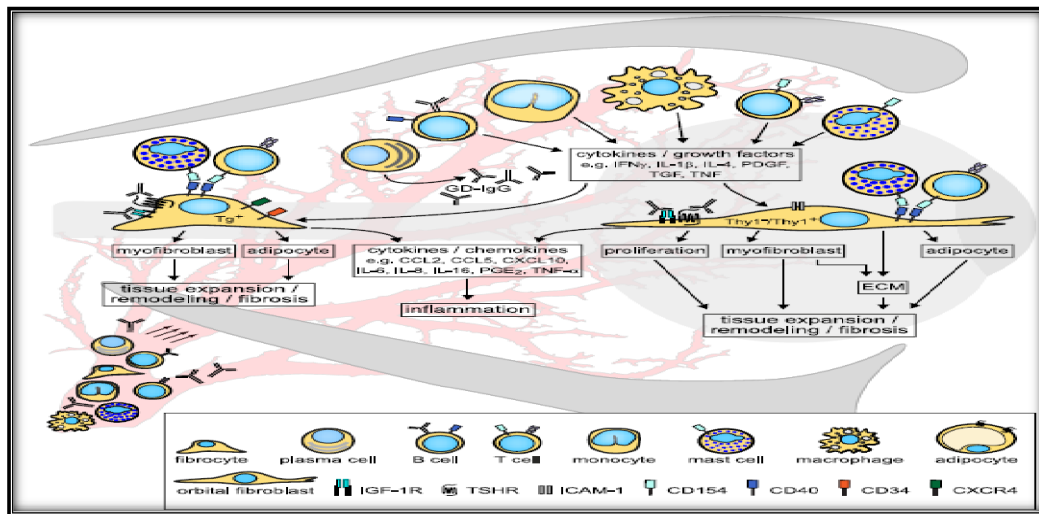 cytokines / growth factors
e.g. IFNγ, IL-1β, IL-4, PDGF,
TGF, TNF
GD-IgG
Tg⁺
Thy1⁻/Thy1⁺
myofibroblast
adipocyte
cytokines / chemokines
e.g. CCL2, CCL5, CXCL10,
IL-6, IL-8, IL-16, PGE₂, TNF-α
proliferation
myofibroblast
adipocyte
ECM
tissue expansion /
remodeling / fibrosis
inflammation
tissue expansion /
remodeling / fibrosis
fibrocyte
plasma cell
B cell
T cell
monocyte
mast cell
macrophage
adipocyte
orbital fibroblast
IGF-1R
TSHR
ICAM-1
CD154
CD40
CD34
CXCR4